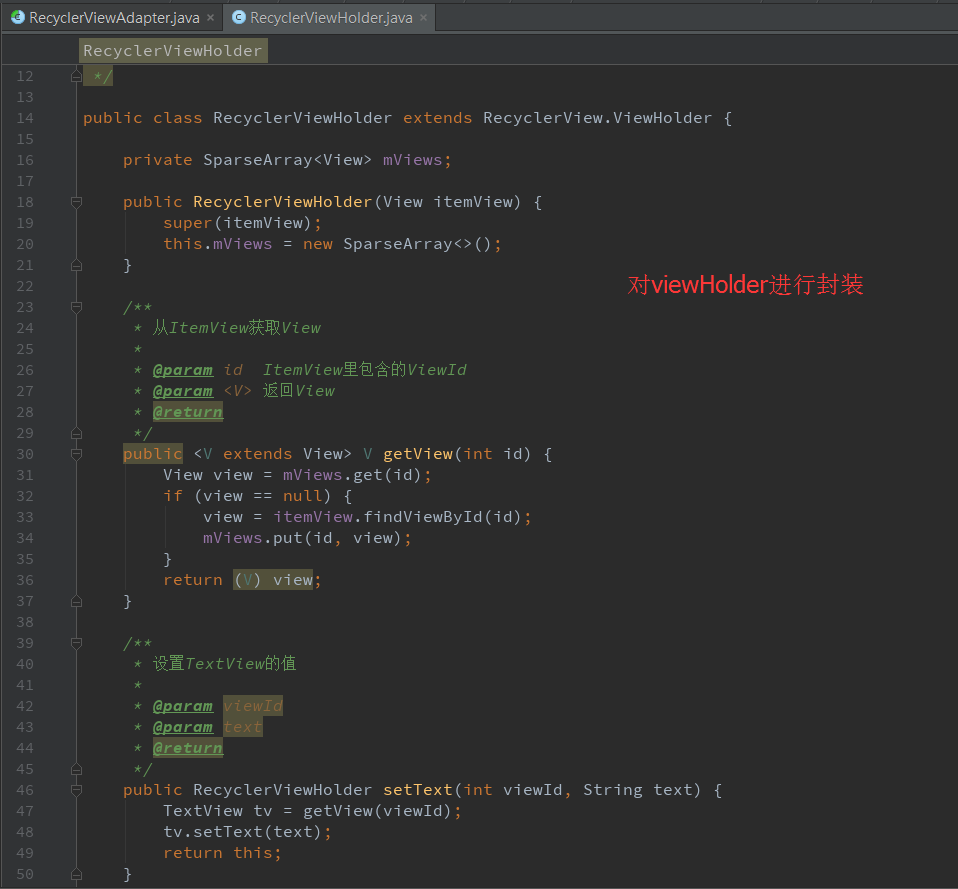 RecyclerViewAdapter.java × RecyclerViewHolder.java ×
RecyclerViewHolder
12 */
13
14 public class RecyclerViewHolder extends RecyclerView.ViewHolder {
15
16 private SparseArray<View> mViews;
17
18 public RecyclerViewHolder(View itemView) {
19 super(itemView);
20 this.mViews = new SparseArray<>();
21 }
对viewHolder进行封装
22
23 /**
24 * 从ItemView获取View
25 *
26 * @param id ItemView里包含的ViewId
27 * @param <V> 返回View
28 * @return
29 */
30 public <V extends View> V getView(int id) {
31 View view = mViews.get(id);
32 if (view == null) {
33 view = itemView.findViewById(id);
34 mViews.put(id, view);
35 }
36 return (V) view;
37 }
38
39 /**
40 * 设置TextView的值
41 *
42 * @param viewId
43 * @param text
44 * @return
45 */
46 public RecyclerViewHolder setText(int viewId, String text) {
47 TextView tv = getView(viewId);
48 tv.setText(text);
49 return this;
50 }